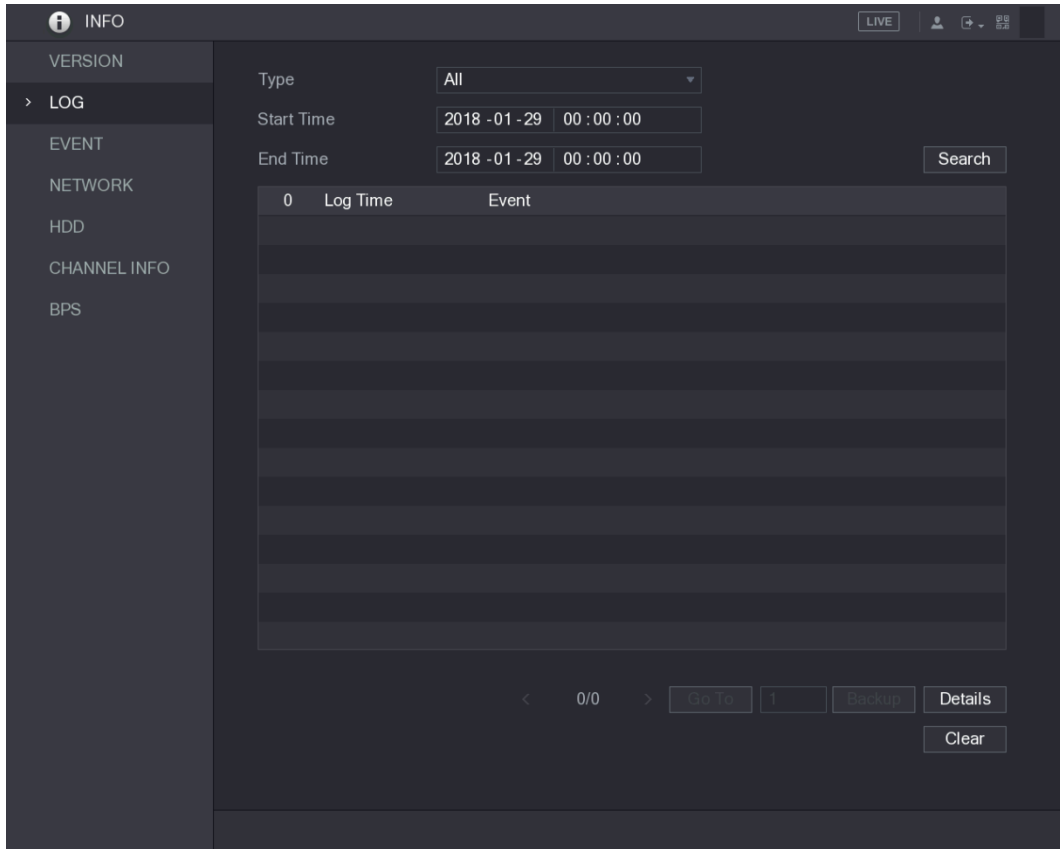 INFO
LIVE
VERSION
LOG
EVENT
NETWORK
HDD
CHANNEL INFO
BPS
Type All
Start Time 2018 - 01 - 29 00 : 00 : 00
End Time 2018 - 01 - 29 00 : 00 : 00 Search
0 Log Time Event
< 0/0 > Go To 1 Backup Details
Clear